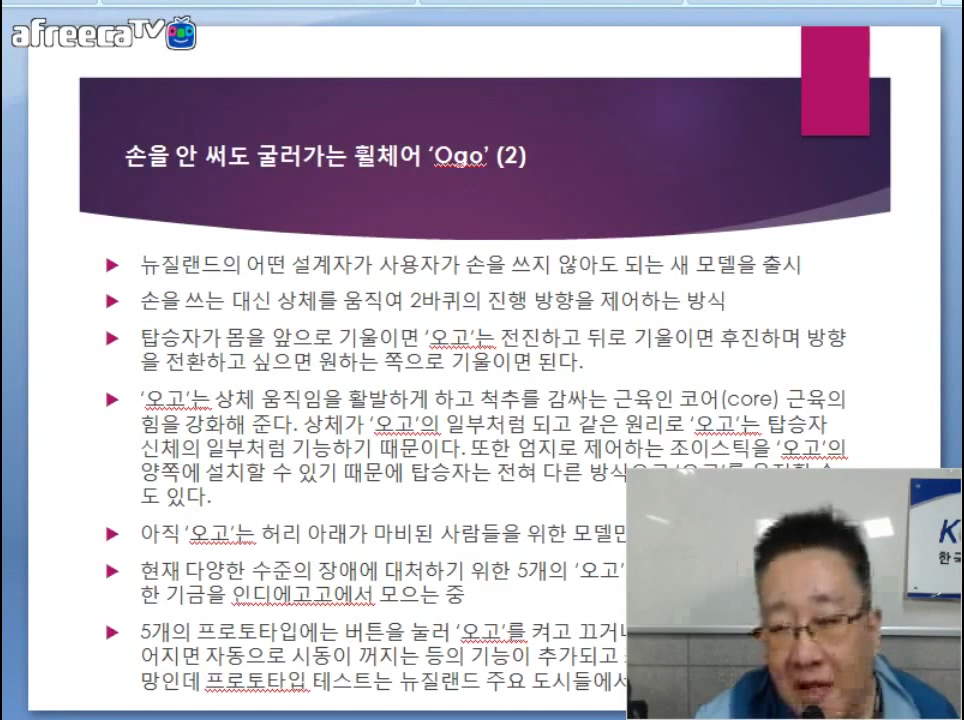 afreecaTV
손을 안 써도 굴러가는 휠체어 ‘Ogo’ (2)
뉴질랜드의 어떤 설계자가 사용자가 손을 쓰지 않아도 되는 새 모델을 출시
손을 쓰는 대신 상체를 움직여 2바퀴의 진행 방향을 제어하는 방식
탑승자가 몸을 앞으로 기울이면 ‘오고’는 전진하고 뒤로 기울이면 후진하며 방향
을 전환하고 싶으면 원하는 쪽으로 기울이면 된다.
‘오고’는 상체 움직임을 활발하게 하고 척추를 감싸는 근육인 코어(core) 근육의
힘을 강화해 준다. 상체가 ‘오고’의 일부처럼 되고 같은 원리로 ‘오고’는 탑승자
신체의 일부처럼 기능하기 때문이다. 또한 엄지로 제어하는 조이스틱을 ‘오고’의
양쪽에 설치할 수 있기 때문에 탑승자는 전혀 다른 방식으로
도 있다.
아직 ‘오고’는 허리 아래가 마비된 사람들을 위한 모델만
현재 다양한 수준의 장애에 대처하기 위한 5개의 ‘오고’
한 기금을 인디에고고에서 모으는 중
5개의 프로토타입에는 버튼을 눌러 ‘오고’를 켜고 끄거나
어지면 자동으로 시동이 꺼지는 등의 기능이 추가되고
망인데 프로토타입 테스트는 뉴질랜드 주요 도시들에서
한국